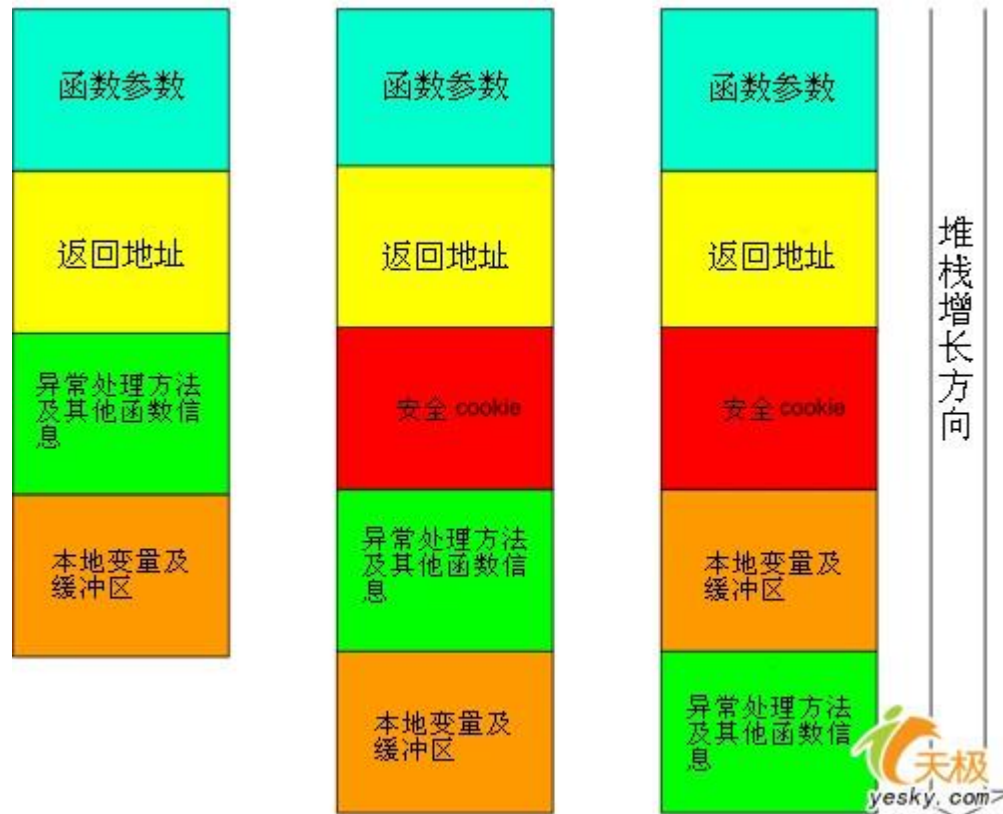 函数参数
返回地址
异常处理方法
及其他函数信
息
本地变量及
缓冲区
函数参数
返回地址
安全 cookie
异常处理方法
及其他函数信
息
本地变量及
缓冲区
函数参数
返回地址
安全 cookie
本地变量及
缓冲区
异常处理方法
及其他函数信
息
堆栈增长方向
天极
yesky.com